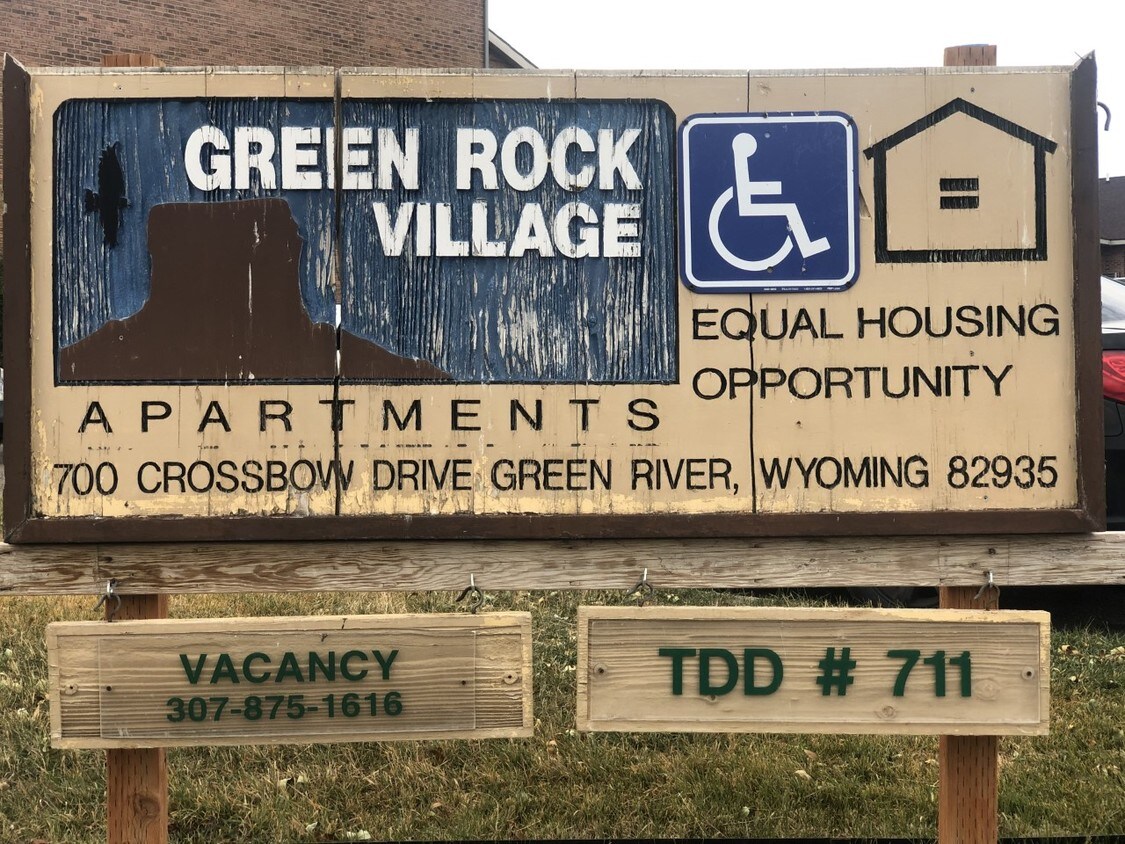 GREEN ROCK
VILLAGE
EQUAL HOUSING
OPPORTUNITY
APARTMENTS
700 CROSSBOW DRIVE GREEN RIVER, WYOMING 82935
VACANCY
307-875-1616
TDD # 711